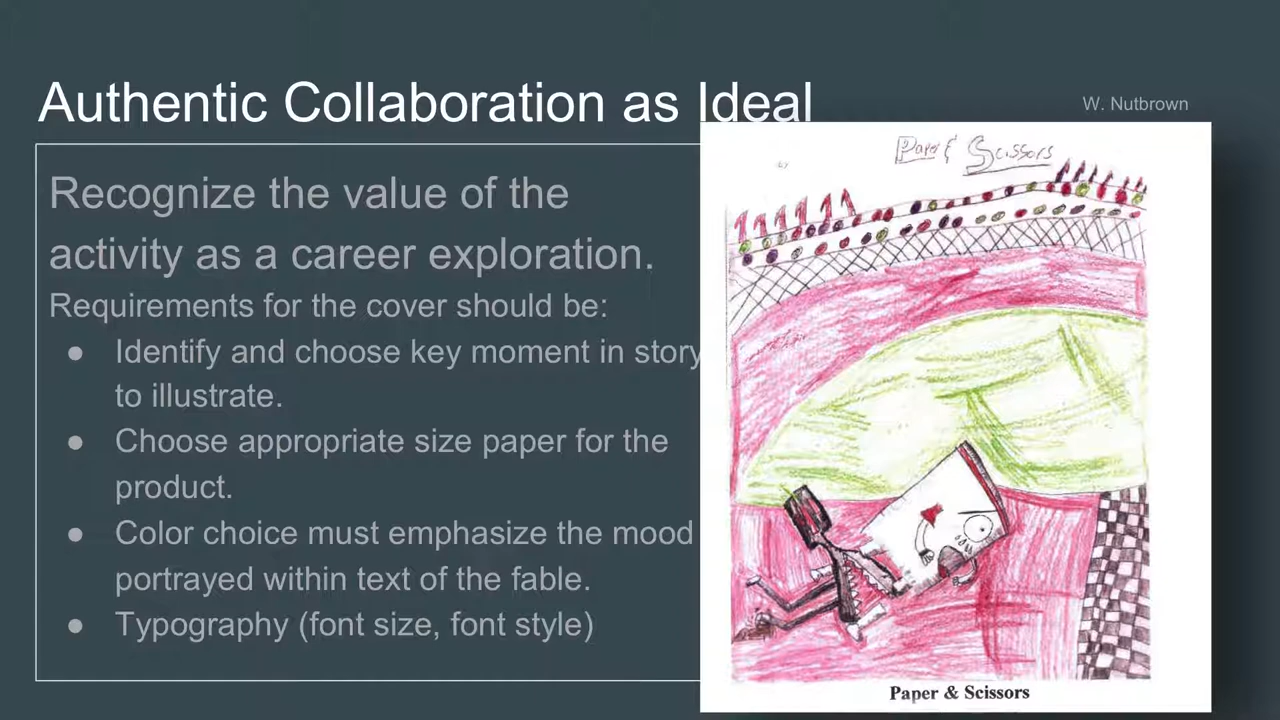 Authentic Collaboration as Ideal
W. Nutbrown
Recognize the value of the
activity as a career exploration.
Requirements for the cover should be:
● Identify and choose key moment in story
to illustrate.
● Choose appropriate size paper for the
product.
● Color choice must emphasize the mood
portrayed within text of the fable.
● Typography (font size, font style)
Paper & Scissors
Paper & Scissors